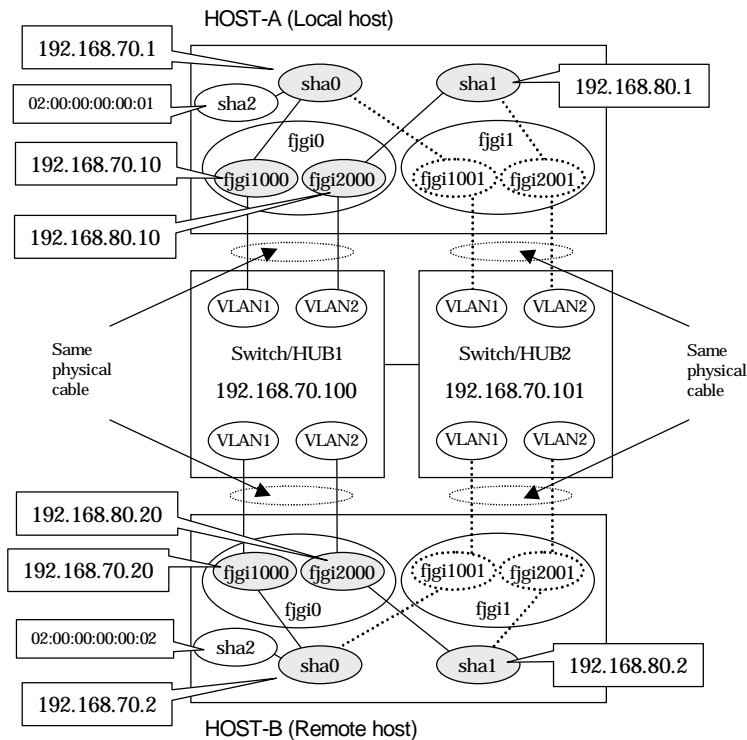 HOST-A (Local host)
192.168.70.1
sha0
sha1
192.168.80.1
02:00:00:00:00:01
sha2
fjgi0
fjgi1
192.168.70.10
fjgi1000
fjgi2000
fjgi1001
fjgi2001
192.168.80.10
VLAN1
VLAN2
VLAN1
VLAN2
Same
physical
cable
Switch/HUB1
192.168.70.100
Switch/HUB2
192.168.70.101
Same
physical
cable
VLAN1
VLAN2
VLAN1
VLAN2
192.168.80.20
192.168.70.20
fjgi1000
fjgi2000
fjgi1001
fjgi2001
fjgi0
fjgi1
02:00:00:00:00:02
sha2
sha0
sha1
192.168.80.2
192.168.70.2
HOST-B (Remote host)